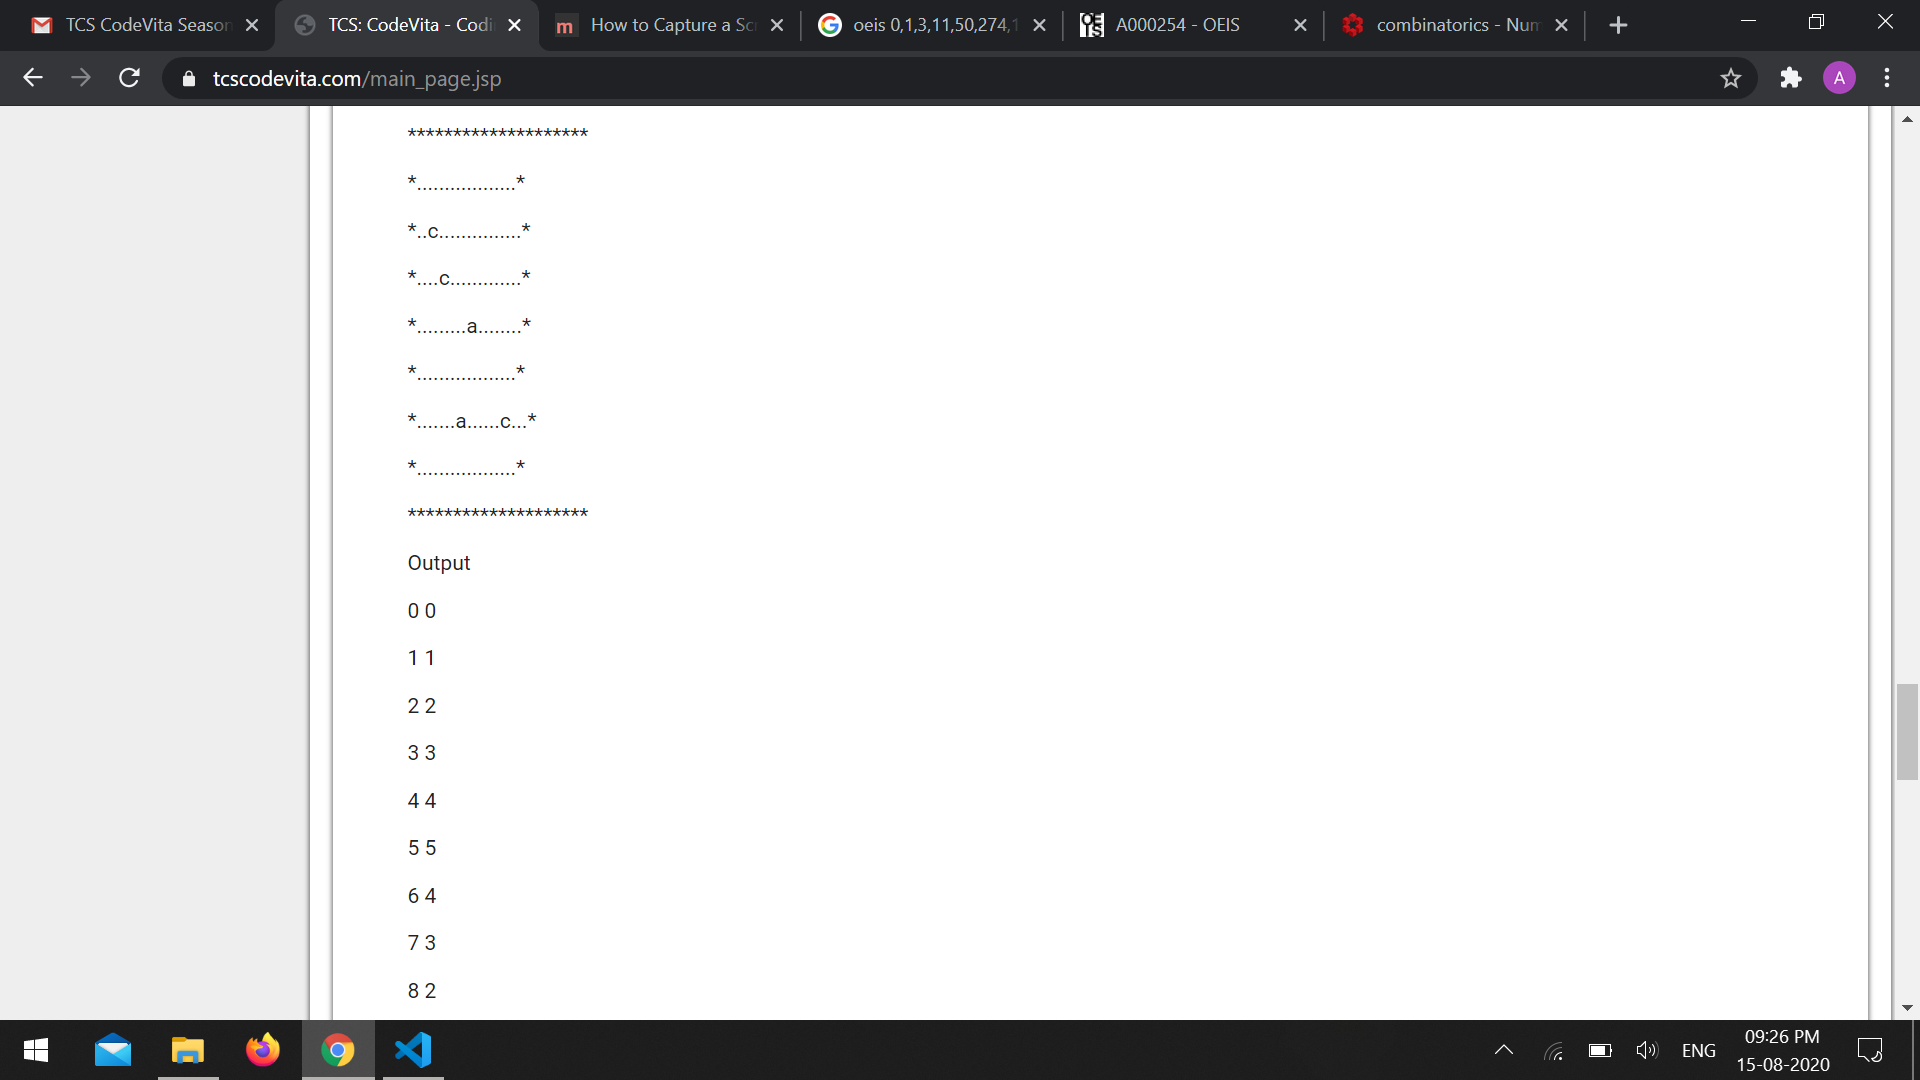 TCS CodeVita Season
TCS: CodeVita - Codi
m How to Capture a Sc
oeis 0,1,3,11,50,274,1
A000254 - OEIS
combinatorics - Num
tcscodevita.com/main_page.jsp
A
********************
*..................*
*..c...............*
*....c.............*
*.........a........*
*..................*
*.......a......c...*
*..................*
********************
Output
0 0
1 1
2 2
3 3
4 4
5 5
6 4
7 3
8 2
ENG
09:26 PM
15-08-2020